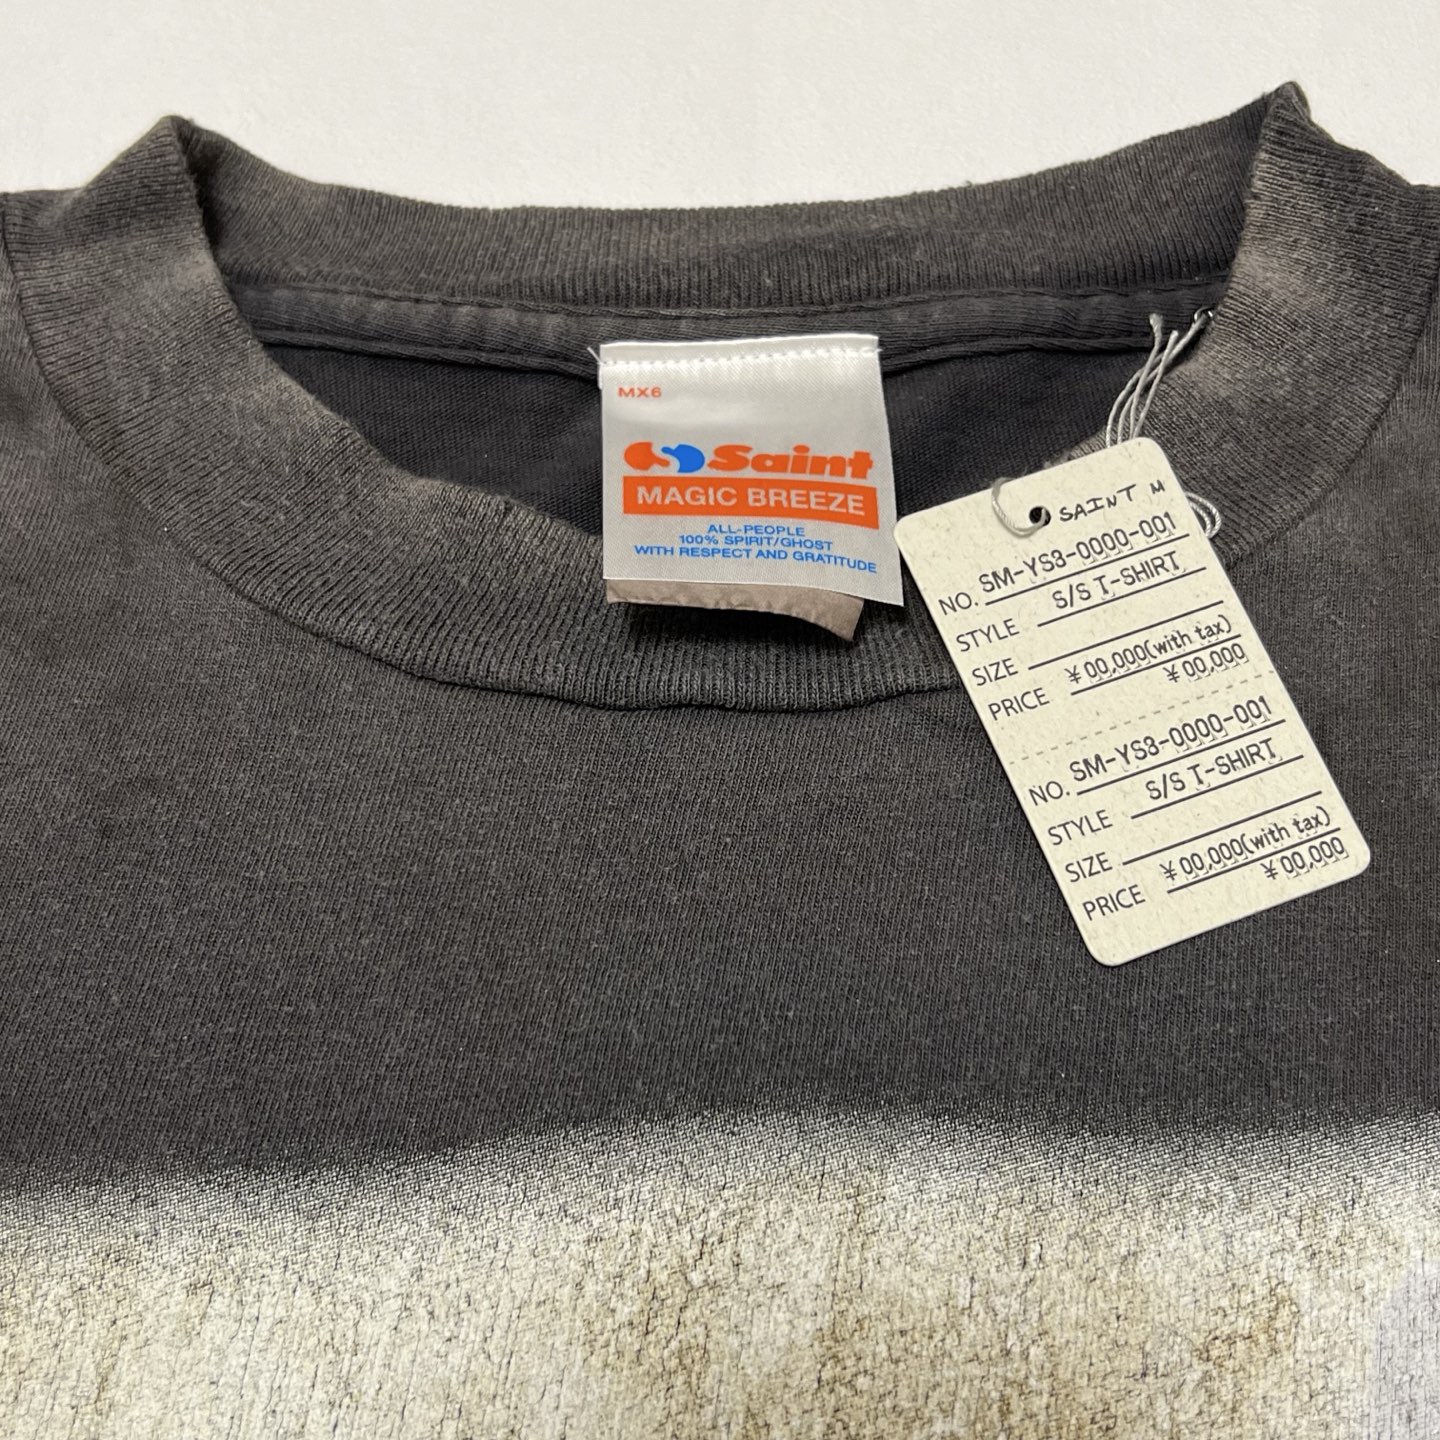 MX6
Saint
MAGIC BREEZE
ALL-PEOPLE
100% SPIRIT/GHOST
WITH RESPECT AND GRATITUDE
SAINT M
NO. SM-YS3-0000-001
STYLE S/S T-SHIRT
SIZE
PRICE ¥00,000(with tax)
¥00,000
NO. SM-YS3-0000-001
STYLE S/S T-SHIRT
SIZE
PRICE ¥00,000(with tax)
¥00,000